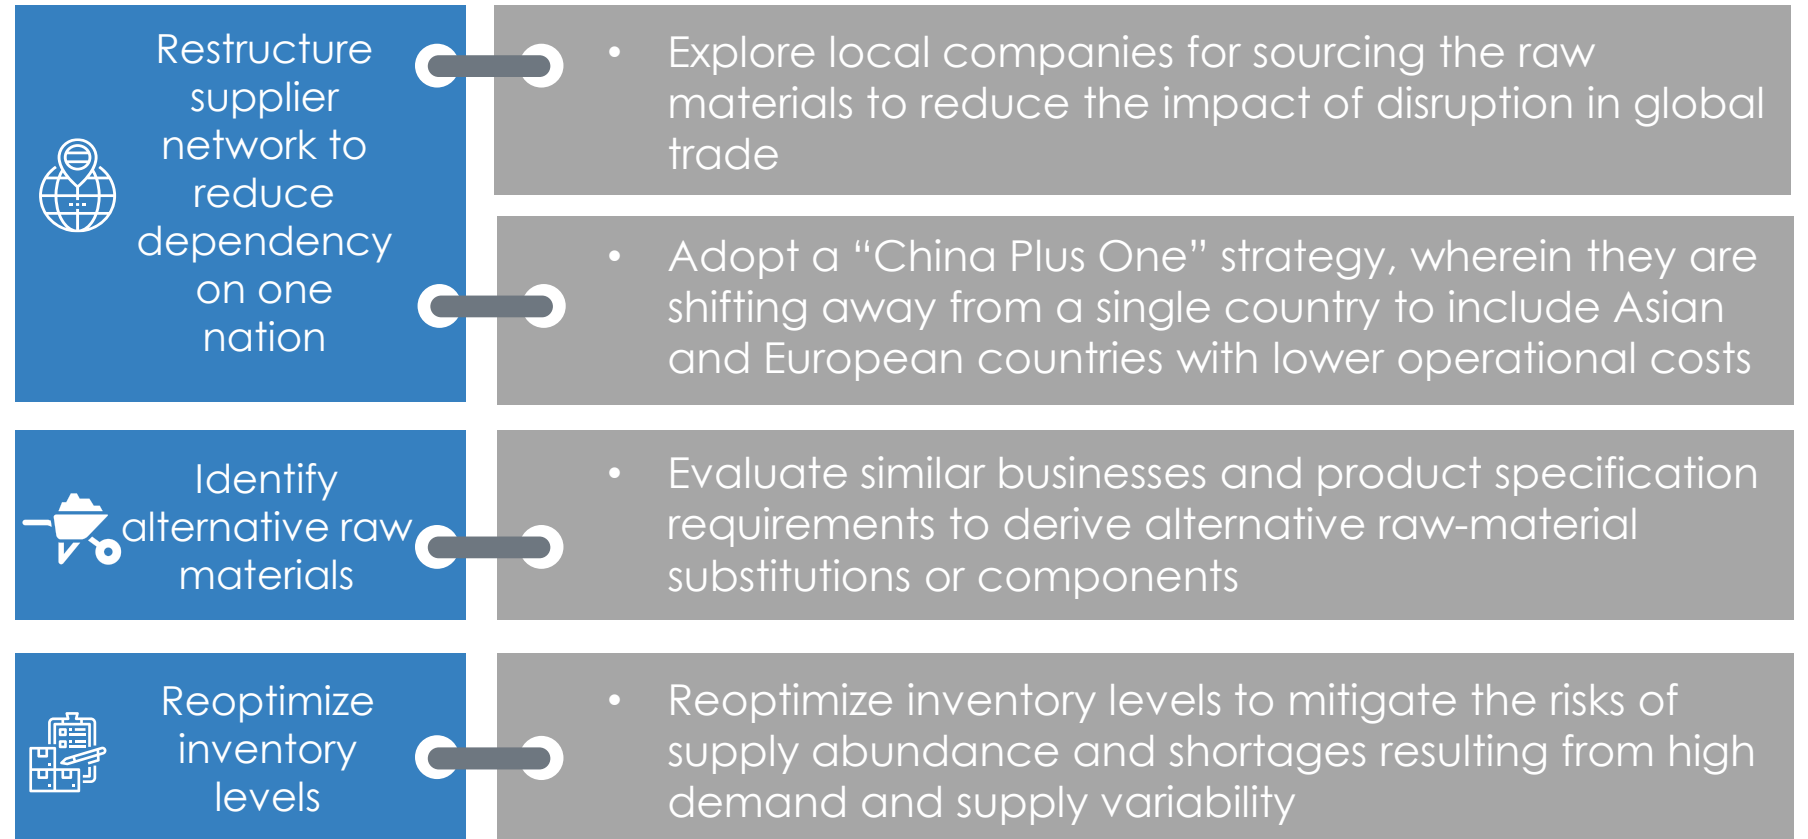 Restructure
supplier
network to
reduce
dependency
on one
nation
• Explore local companies for sourcing the raw
materials to reduce the impact of disruption in global
trade
• Adopt a “China Plus One” strategy, wherein they are
shifting away from a single country to include Asian
and European countries with lower operational costs
Identify
alternative raw
materials
• Evaluate similar businesses and product specification
requirements to derive alternative raw-material
substitutions or components
Reoptimize
inventory
levels
• Reoptimize inventory levels to mitigate the risks of
supply abundance and shortages resulting from high
demand and supply variability